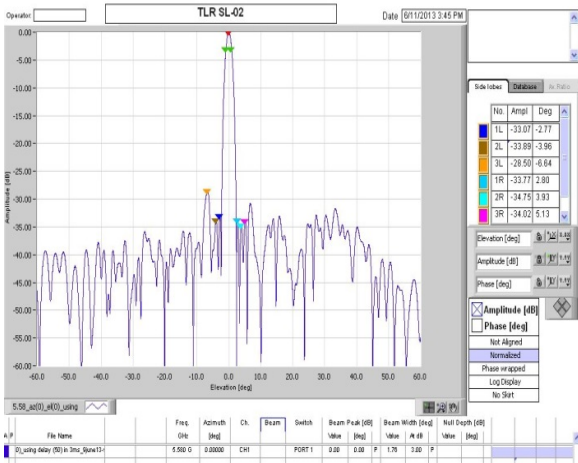 Operator
TLR SL-02
Date 6/11/2013 3:45 PM
0.00
-5.00
-10.00
-15.00
-20.00
-25.00
-30.00
-35.00
-40.00
-45.00
-50.00
-55.00
-60.00
Amplitude [dB]
-60.0 -50.0 -40.0 -30.0 -20.0 -10.0 0.0 10.0 20.0 30.0 40.0 50.0 60.0
Elevation [deg]
5.58_az(0)_el(0)_using
Side lobes Database Ax.Ratio
No. Ampl Deg
1L -33.07 -2.77
2L -33.89 -3.96
3L -28.50 -6.64
1R -33.77 2.80
2R -34.75 3.93
3R -34.02 5.13
Elevation [deg]
Amplitude [dB]
Phase [deg]
Amplitude [dB]
Phase [deg]
Not Aligned
Normalized
Phase wrapped
Log Display
No Skirt
Freq. Azimuth Ch. Beam Switch Beam Peak [dB] Beam Width [deg] Null Depth [dB]
A P File Name GHz [deg] Value [deg] Value At dB Value [deg]
0)_using delay (50) in 3ms_9june13- 5.580 G 0.00000 CH1 PORT 1 0.00 0.00 P 1.76 3.00 P